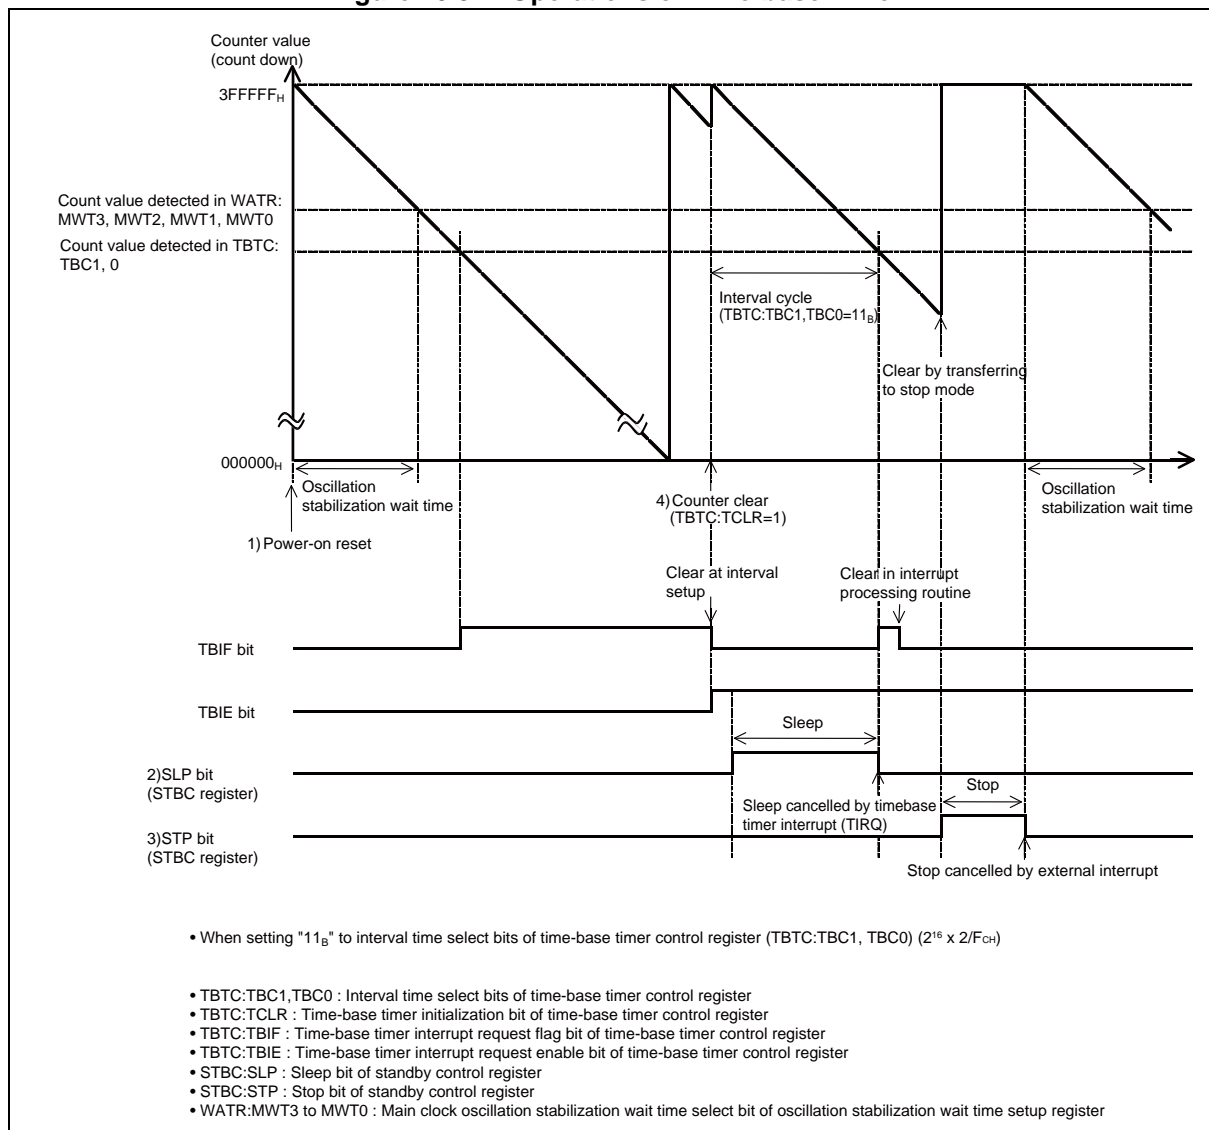 Counter value
(count down)
3FFFFFH
Count value detected in WATR:
MWT3, MWT2, MWT1, MWT0
Count value detected in TBTC:
TBC1, 0
Interval cycle
(TBTC:TBC1,TBC0=11B)
Clear by transferring
to stop mode
000000H
Oscillation
stabilization wait time
4) Counter clear
(TBTC:TCLR=1)
Oscillation
stabilization wait time
1) Power-on reset
Clear at interval
setup
Clear in interrupt
processing routine
TBIF bit
TBIE bit
Sleep
2)SLP bit
(STBC register)
Stop
Sleep cancelled by timebase
timer interrupt (TIRQ)
3)STP bit
(STBC register)
Stop cancelled by external interrupt
• When setting "11B" to interval time select bits of time-base timer control register (TBTC:TBC1, TBC0) (2¹⁶ x 2/FCH)
• TBTC:TBC1,TBC0 : Interval time select bits of time-base timer control register
• TBTC:TCLR : Time-base timer initialization bit of time-base timer control register
• TBTC:TBIF : Time-base timer interrupt request flag bit of time-base timer control register
• TBTC:TBIE : Time-base timer interrupt request enable bit of time-base timer control register
• STBC:SLP : Sleep bit of standby control register
• STBC:STP : Stop bit of standby control register
• WATR:MWT3 to MWT0 : Main clock oscillation stabilization wait time select bit of oscillation stabilization wait time setup register